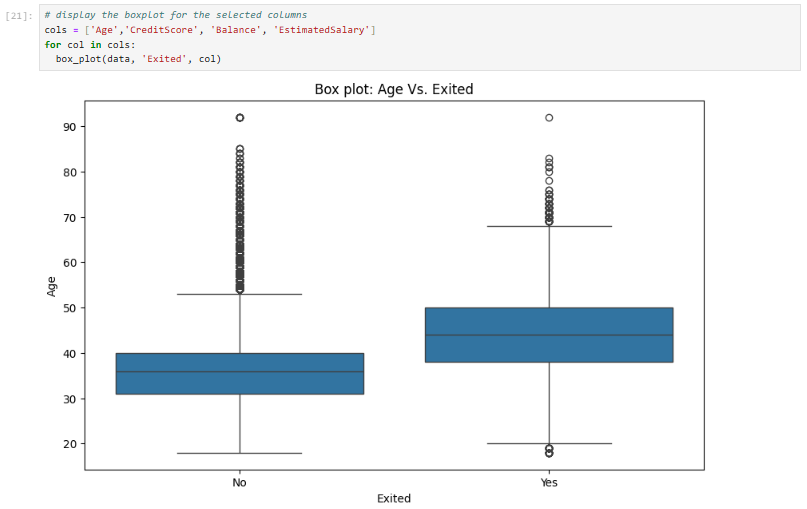 [21]:
# display the boxplot for the selected columns
cols = ['Age','CreditScore', 'Balance', 'EstimatedSalary']
for col in cols:
  box_plot(data, 'Exited', col)
Box plot: Age Vs. Exited
90
80
70
60
50
40
30
20
Age
No Yes
Exited